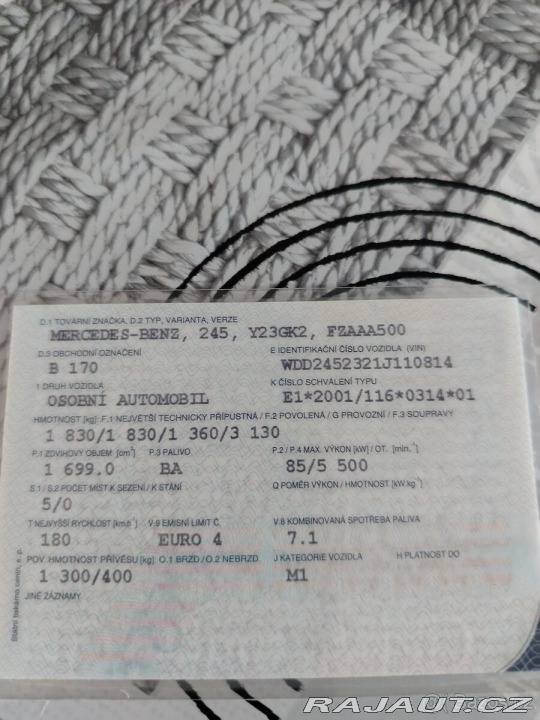 D.1 TOVÁRNÍ ZNAČKA, D.2 TYP, VARIANTA, VERZE
MERCEDES-BENZ, 245, Y23GK2, FZAAA500
D.3 OBCHODNÍ OZNAČENÍ E IDENTIFIKAČNÍ ČÍSLO VOZIDLA (VIN)
B 170 WDD2452321J110814
1 DRUH VOZIDLA K ČÍSLO SCHVÁLENÍ TYPU
OSOBNÍ AUTOMOBIL E1*2001/116*0314*01
HMOTNOST [kg]: F.1 NEJVĚTŠÍ TECHNICKY PŘÍPUSTNÁ / F.2 POVOLENÁ / G PROVOZNÍ / F.3 SOUPRAVY
1 830/1 830/1 360/3 130
P.1 ZDVIHOVÝ OBJEM [cm³] P.3 PALIVO P.2 / P.4 MAX. VÝKON [kW] / OT. [min.⁻¹]
1 699.0 BA 85/5 500
S.1 / S.2 POČET MÍST K SEZENÍ / K STÁNÍ Q POMĚR VÝKON / HMOTNOST [kW.kg⁻¹]
5/0
T NEJVYŠŠÍ RYCHLOST [km.h⁻¹] V.9 EMISNÍ LIMIT Č. V.8 KOMBINOVANÁ SPOTŘEBA PALIVA
180 EURO 4 7.1
POV. HMOTNOST PŘÍVĚSU [kg] O.1 BRZD. / O.2 NEBRZD. J KATEGORIE VOZIDLA H PLATNOST DO
1 300/400 M1
JINÉ ZÁZNAMY
Státní tiskárna cenin, s. p.
RAJAUT.CZ